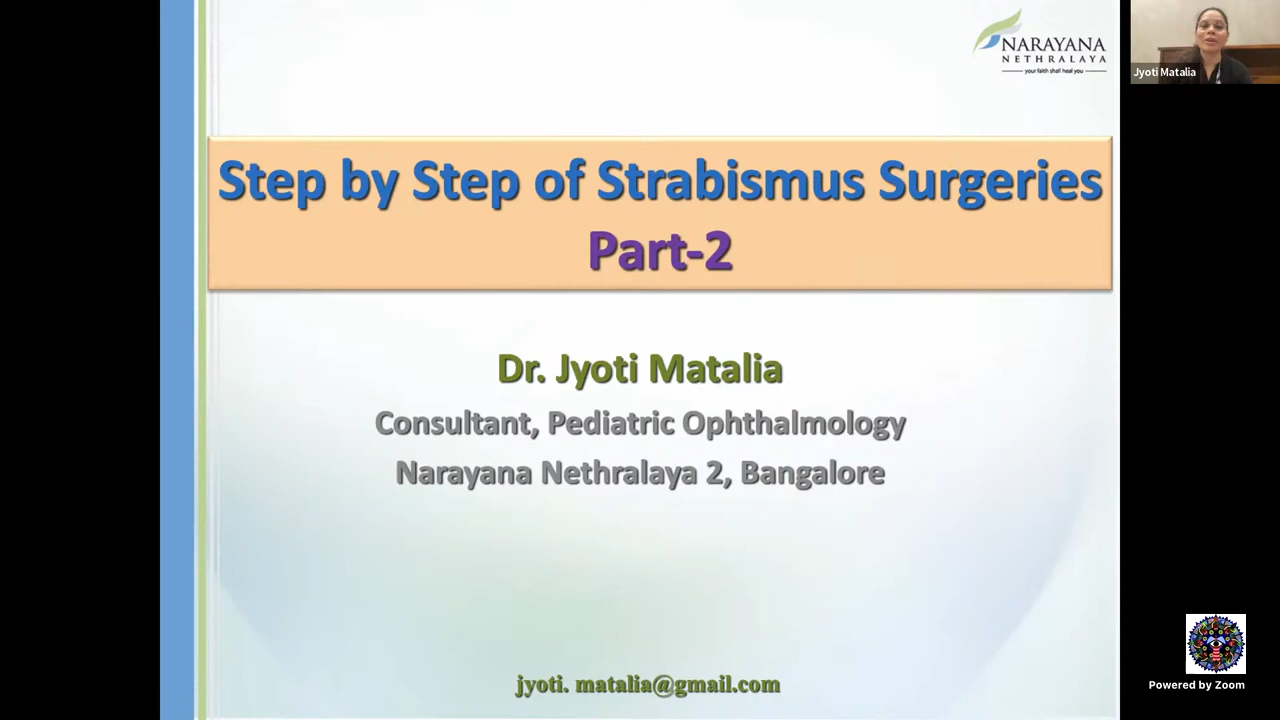 NARAYANA
NETHRALAYA
your faith shall heal you
Jyoti Matalia
Step by Step of Strabismus Surgeries
Part-2
Dr. Jyoti Matalia
Consultant, Pediatric Ophthalmology
Narayana Nethralaya 2, Bangalore
jyoti. matalia@gmail.com
Powered by Zoom